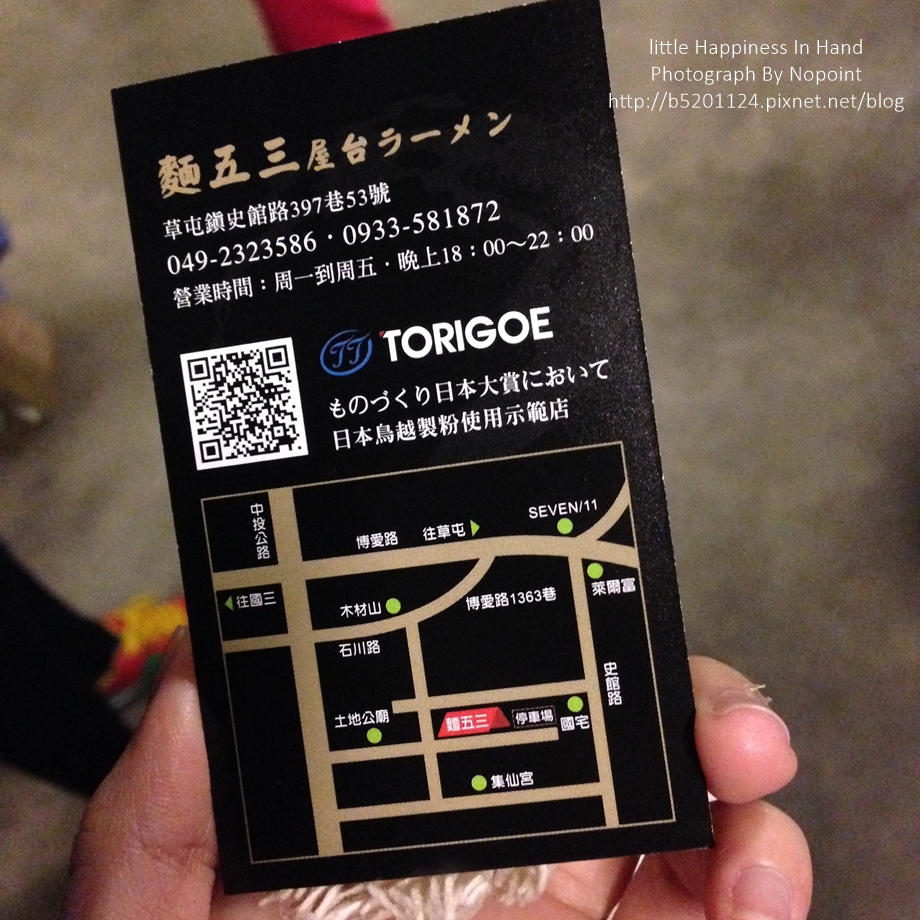 little Happiness In Hand
Photograph By Nopoint
http://b5201124.pixnet.net/blog
麵五三屋台ラーメン
草屯鎮史館路397巷53號
049-2323586・0933-581872
營業時間：周一到周五・晚上18：00～22：00
TT TORIGOE
ものづくり日本大賞において
日本鳥越製粉使用示範店
中投公路
博愛路
往草屯
SEVEN/11
往國三
木材山
博愛路1363巷
萊爾富
石川路
史館路
土地公廟
麵五三
停車場
國宅
集仙宮